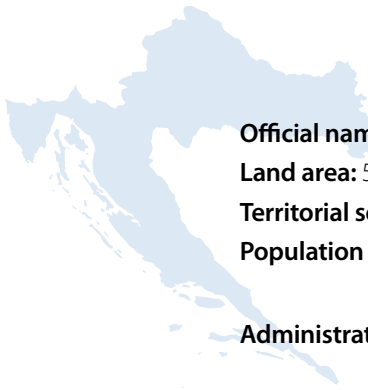 Official nam
Land area: 5
Territorial s
Population
Administrat